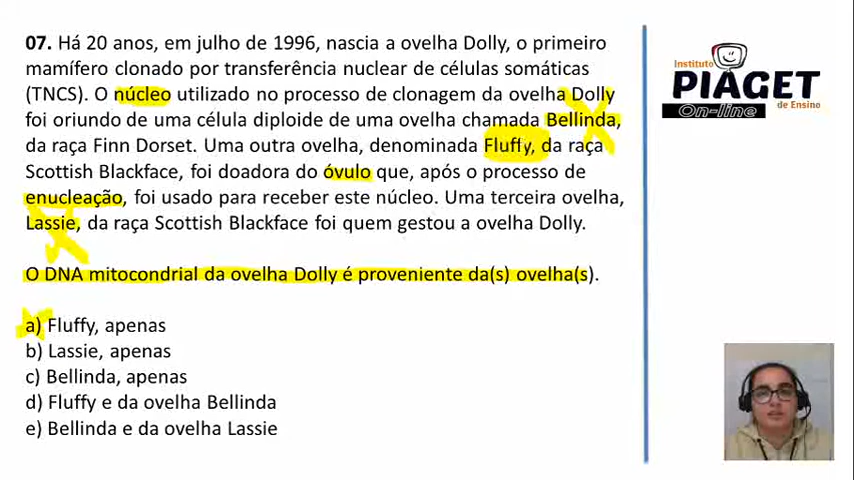 07. Há 20 anos, em julho de 1996, nascia a ovelha Dolly, o primeiro
mamífero clonado por transferência nuclear de células somáticas
(TNCS). O núcleo utilizado no processo de clonagem da ovelha Dolly
foi oriundo de uma célula diploide de uma ovelha chamada Bellinda,
da raça Finn Dorset. Uma outra ovelha, denominada Fluffy, da raça
Scottish Blackface, foi doadora do óvulo que, após o processo de
enucleação, foi usado para receber este núcleo. Uma terceira ovelha,
Lassie, da raça Scottish Blackface foi quem gestou a ovelha Dolly.
O DNA mitocondrial da ovelha Dolly é proveniente da(s) ovelha(s).
a) Fluffy, apenas
b) Lassie, apenas
c) Bellinda, apenas
d) Fluffy e da ovelha Bellinda
e) Bellinda e da ovelha Lassie
Instituto
PIAGET
On-line de Ensino